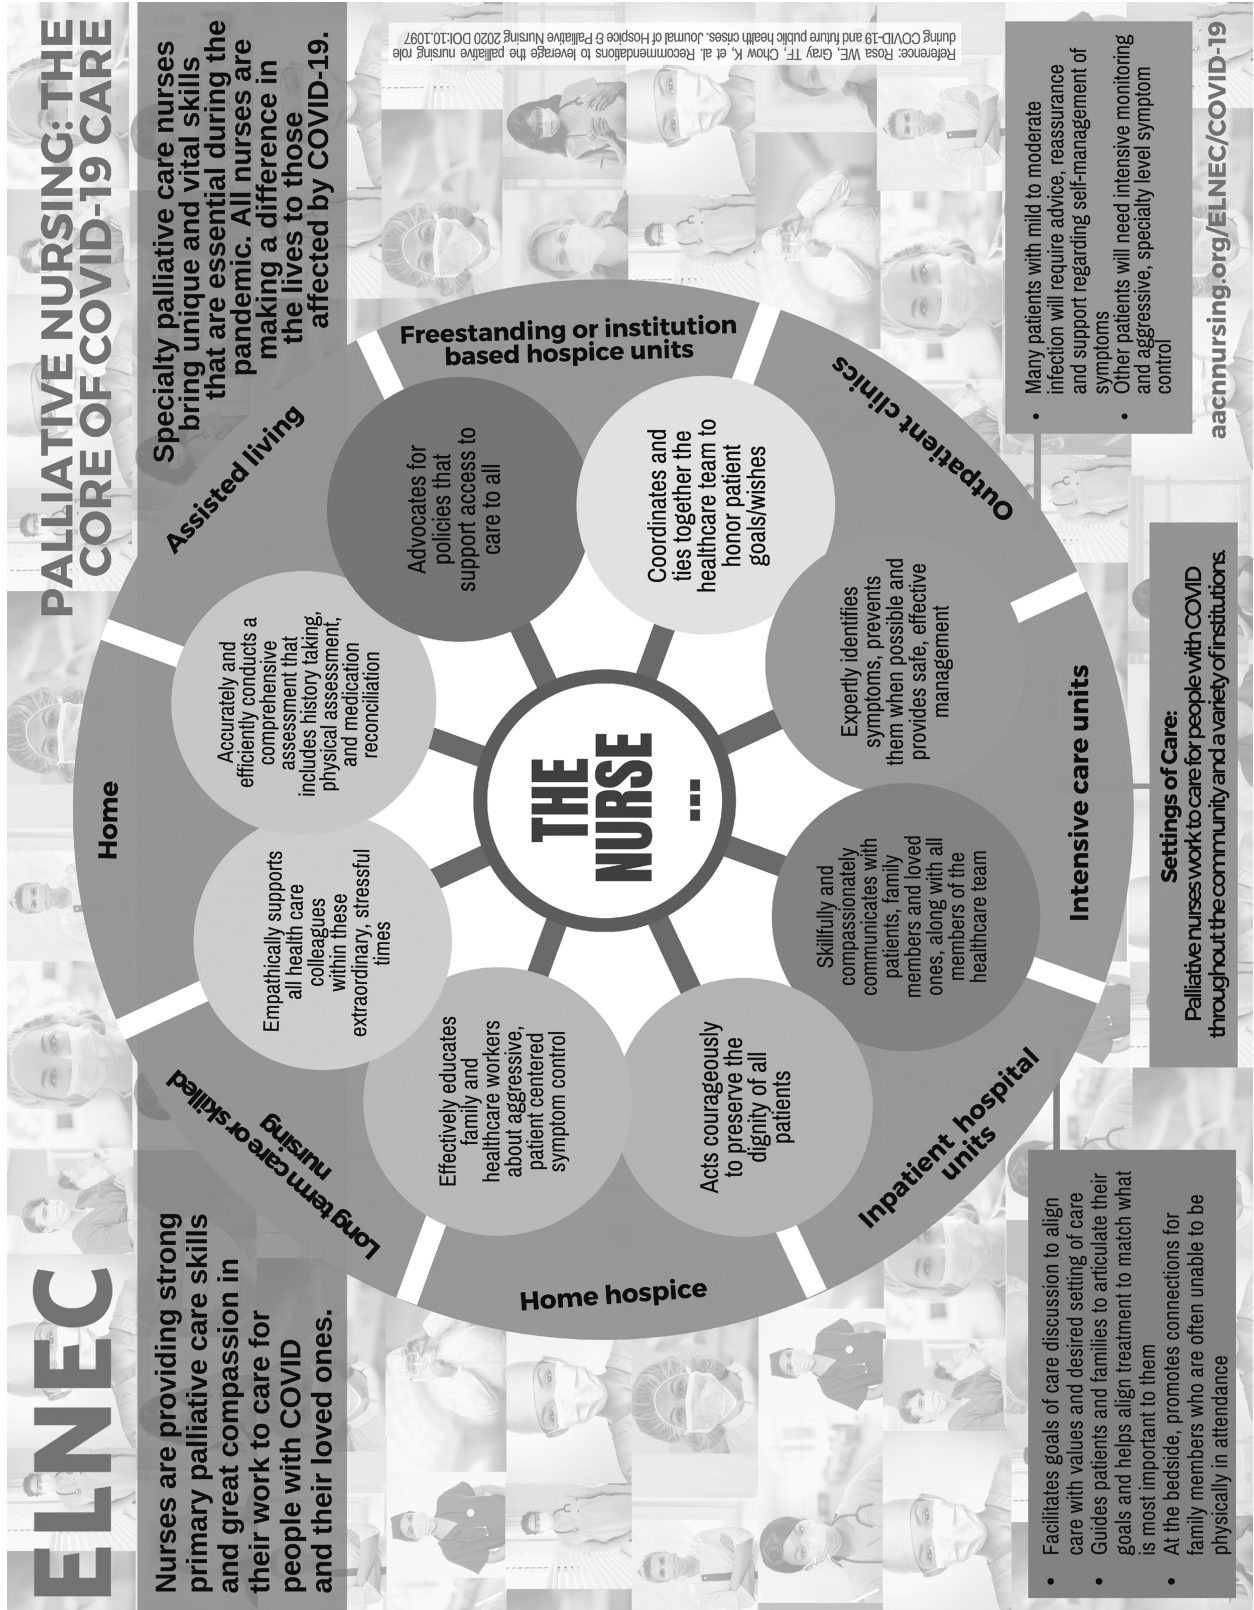 ELNEC
PALLIATIVE NURSING: THE
CORE OF COVID-19 CARE
Nurses are providing strong
primary palliative care skills
and great compassion in
their work to care for
people with COVID
and their loved ones.
Specialty palliative care nurses
bring unique and vital skills
that are essential during the
pandemic. All nurses are
making a difference in
the lives to those
affected by COVID-19.
Home
Assisted living
Freestanding or institution
based hospice units
Outpatient clinics
Intensive care units
Inpatient hospital
units
Home hospice
Long term care or skilled
nursing
THE
NURSE
...
Accurately and
efficiently conducts a
comprehensive
assessment that
includes history taking,
physical assessment,
and medication
reconciliation
Advocates for
policies that
support access to
care to all
Coordinates and
ties together the
healthcare team to
honor patient
goals/wishes
Expertly identifies
symptoms, prevents
them when possible and
provides safe, effective
management
Skillfully and
compassionately
communicates with
patients, family
members and loved
ones, along with all
members of the
healthcare team
Acts courageously
to preserve the
dignity of all
patients
Effectively educates
family and
healthcare workers
about aggressive,
patient centered
symptom control
Empathically supports
all health care
colleagues
within these
extraordinary, stressful
times
Reference: Rosa WE, Gray TF, Chow K, et al. Recommendations to leverage the palliative nursing role
during COVID-19 and future public health crises. Journal of Hospice & Palliative Nursing 2020 DOI:10.1097
• Facilitates goals of care discussion to align
care with values and desired setting of care
• Guides patients and families to articulate their
goals and helps align treatment to match what
is most important to them
• At the bedside, promotes connections for
family members who are often unable to be
physically in attendance
Settings of Care:
Palliative nurses work to care for people with COVID
throughout the community and a variety of institutions.
• Many patients with mild to moderate
infection will require advice, reassurance
and support regarding self-management of
symptoms
• Other patients will need intensive monitoring
and aggressive, specialty level symptom
control
aacnnursing.org/ELNEC/COVID-19